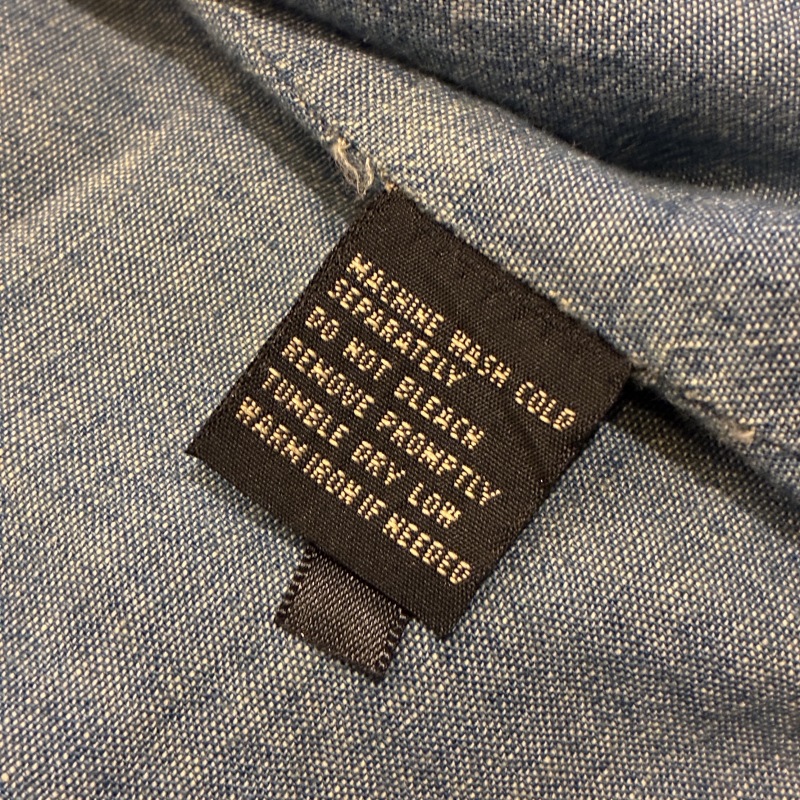 MACHINE WASH COLD
SEPARATELY
DO NOT BLEACH
REMOVE PROMPTLY
TUMBLE DRY LOW
WARM IRON IF NEEDED